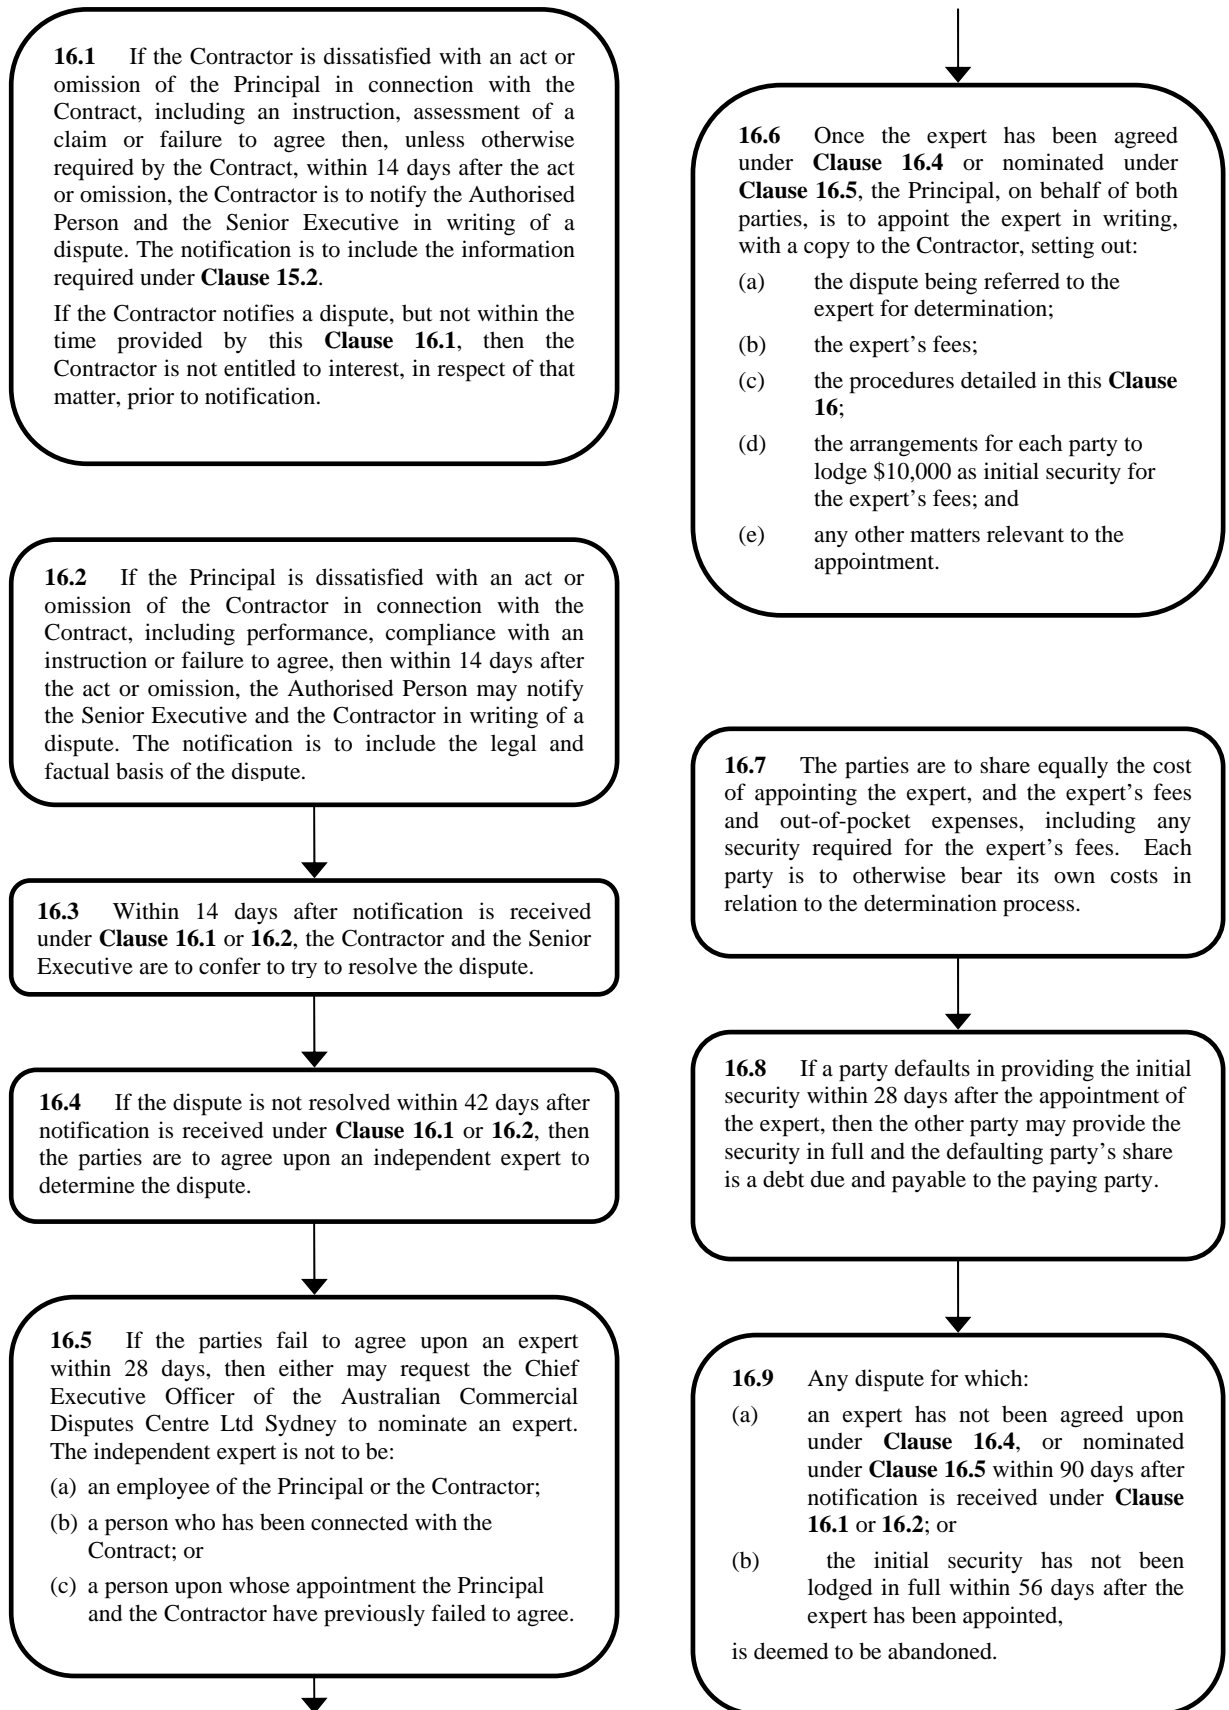 16.1 If the Contractor is dissatisfied with an act or
omission of the Principal in connection with the
Contract, including an instruction, assessment of a
claim or failure to agree then, unless otherwise
required by the Contract, within 14 days after the act
or omission, the Contractor is to notify the Authorised
Person and the Senior Executive in writing of a
dispute. The notification is to include the information
required under Clause 15.2.
If the Contractor notifies a dispute, but not within the
time provided by this Clause 16.1, then the
Contractor is not entitled to interest, in respect of that
matter, prior to notification.
16.2 If the Principal is dissatisfied with an act or
omission of the Contractor in connection with the
Contract, including performance, compliance with an
instruction or failure to agree, then within 14 days after
the act or omission, the Authorised Person may notify
the Senior Executive and the Contractor in writing of a
dispute. The notification is to include the legal and
factual basis of the dispute.
16.3 Within 14 days after notification is received
under Clause 16.1 or 16.2, the Contractor and the Senior
Executive are to confer to try to resolve the dispute.
16.4 If the dispute is not resolved within 42 days after
notification is received under Clause 16.1 or 16.2, then
the parties are to agree upon an independent expert to
determine the dispute.
16.5 If the parties fail to agree upon an expert
within 28 days, then either may request the Chief
Executive Officer of the Australian Commercial
Disputes Centre Ltd Sydney to nominate an expert.
The independent expert is not to be:
(a) an employee of the Principal or the Contractor;
(b) a person who has been connected with the
Contract; or
(c) a person upon whose appointment the Principal
and the Contractor have previously failed to agree.
16.6 Once the expert has been agreed
under Clause 16.4 or nominated under
Clause 16.5, the Principal, on behalf of both
parties, is to appoint the expert in writing,
with a copy to the Contractor, setting out:
(a) the dispute being referred to the
expert for determination;
(b) the expert's fees;
(c) the procedures detailed in this Clause
16;
(d) the arrangements for each party to
lodge $10,000 as initial security for
the expert's fees; and
(e) any other matters relevant to the
appointment.
16.7 The parties are to share equally the cost
of appointing the expert, and the expert's fees
and out-of-pocket expenses, including any
security required for the expert's fees. Each
party is to otherwise bear its own costs in
relation to the determination process.
16.8 If a party defaults in providing the initial
security within 28 days after the appointment of
the expert, then the other party may provide the
security in full and the defaulting party's share
is a debt due and payable to the paying party.
16.9 Any dispute for which:
(a) an expert has not been agreed upon
under Clause 16.4, or nominated
under Clause 16.5 within 90 days after
notification is received under Clause
16.1 or 16.2; or
(b) the initial security has not been
lodged in full within 56 days after the
expert has been appointed,
is deemed to be abandoned.